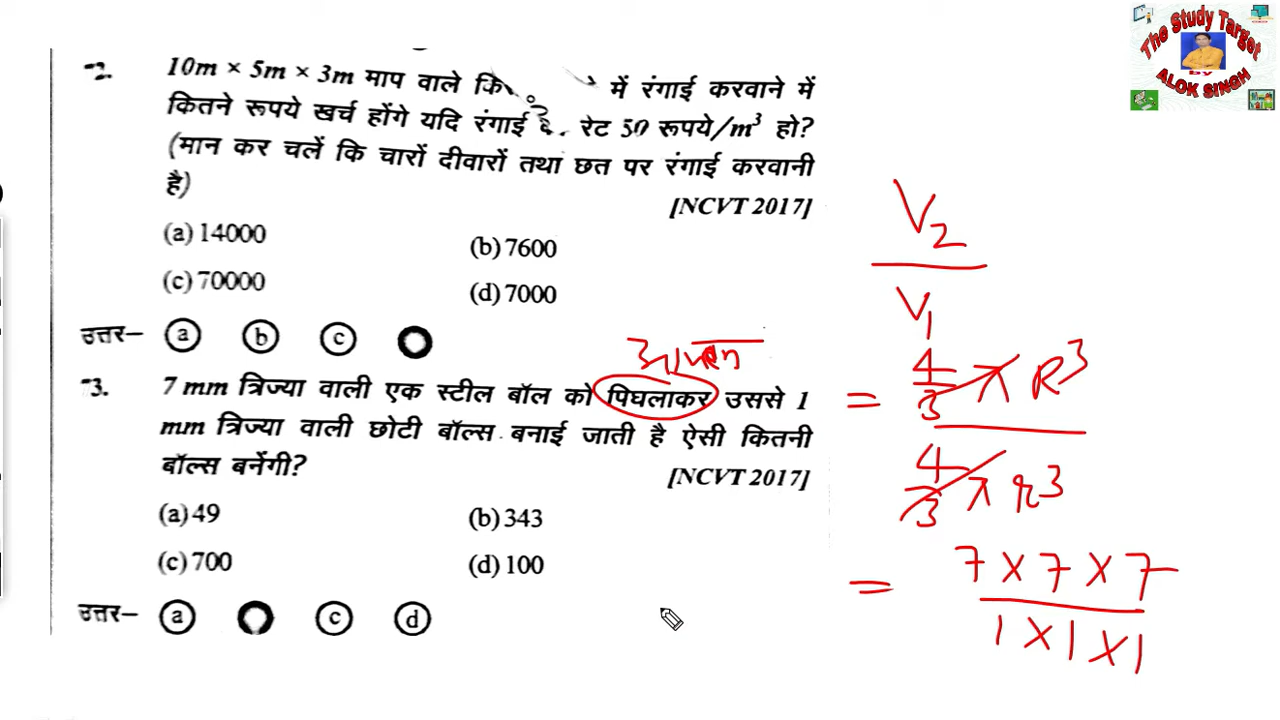 2. 10m × 5m × 3m माप वाले में रंगाई करवाने में
कितने रूपये खर्च होंगे यदि रंगाई रेट 50 रूपये/m³ हो?
(मान कर चलें कि चारों दीवारों तथा छत पर रंगाई करवानी
है)
[NCVT 2017]
(a) 14000 (b) 7600
(c) 70000 (d) 7000
उत्तर– a b c
आयतन
3. 7 mm त्रिज्या वाली एक स्टील बॉल को पिघलाकर उससे 1
mm त्रिज्या वाली छोटी बॉल्स बनाई जाती है ऐसी कितनी
बॉल्स बनेंगी?
[NCVT 2017]
(a) 49 (b) 343
(c) 700 (d) 100
उत्तर– a c d
V₂
V₁
= 4/3 π R³
4/3 π r³
= 7 × 7 × 7
1 × 1 × 1
The Study Target
by
ALOK SINGH